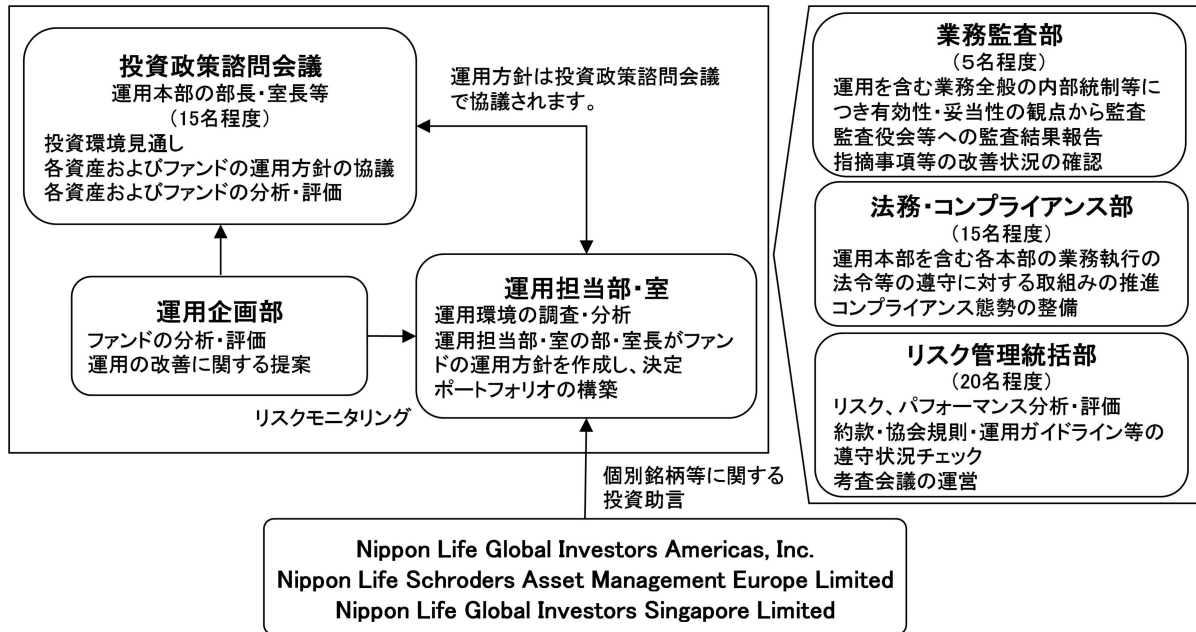 投資政策諮問会議
運用本部の部長・室長等
(15名程度)
投資環境見通し
各資産およびファンドの運用方針の協議
各資産およびファンドの分析・評価
運用方針は投資政策諮問会議
で協議されます。
運用企画部
ファンドの分析・評価
運用の改善に関する提案
リスクモニタリング
運用担当部・室
運用環境の調査・分析
運用担当部・室の部・室長がファン
ドの運用方針を作成し、決定
ポートフォリオの構築
個別銘柄等に関する
投資助言
Nippon Life Global Investors Americas, Inc.
Nippon Life Schroders Asset Management Europe Limited
Nippon Life Global Investors Singapore Limited
業務監査部
(5名程度)
運用を含む業務全般の内部統制等に
つき有効性・妥当性の観点から監査
監査役会等への監査結果報告
指摘事項等の改善状況の確認
法務・コンプライアンス部
(15名程度)
運用本部を含む各本部の業務執行の
法令等の遵守に対する取組みの推進
コンプライアンス態勢の整備
リスク管理統括部
(20名程度)
リスク、パフォーマンス分析・評価
約款・協会規則・運用ガイドライン等の
遵守状況チェック
考査会議の運営